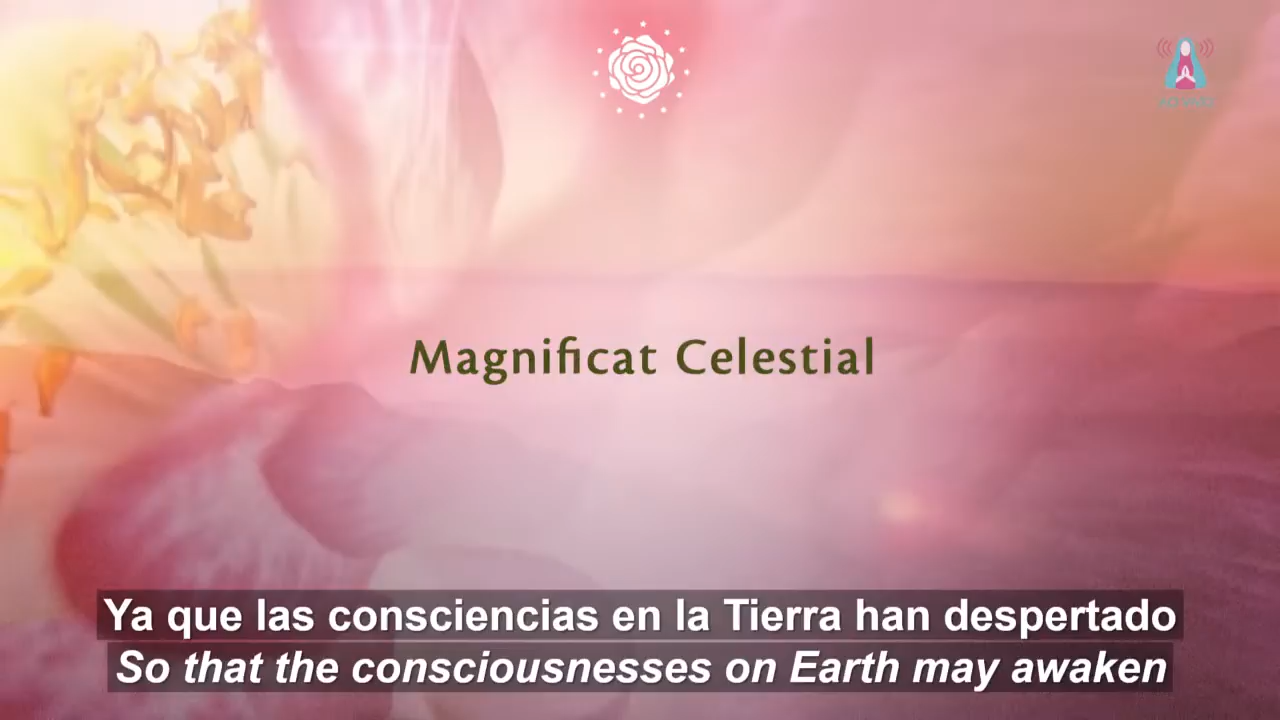 Magnificat Celestial
Ya que las consciencias en la Tierra han despertado
So that the consciousnesses on Earth may awaken